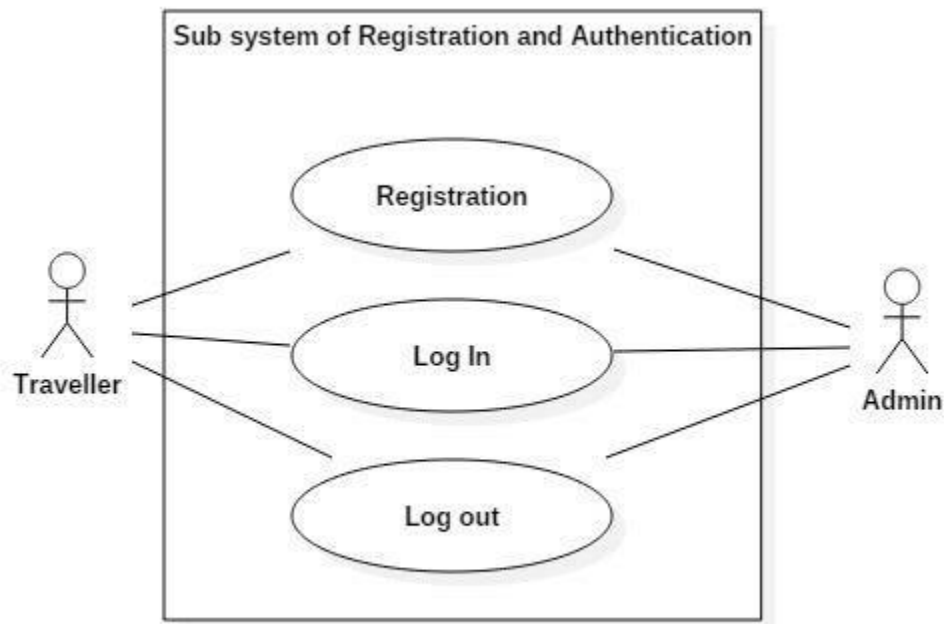 Sub system of Registration and Authentication
Registration
Log In
Traveller
Admin
Log out